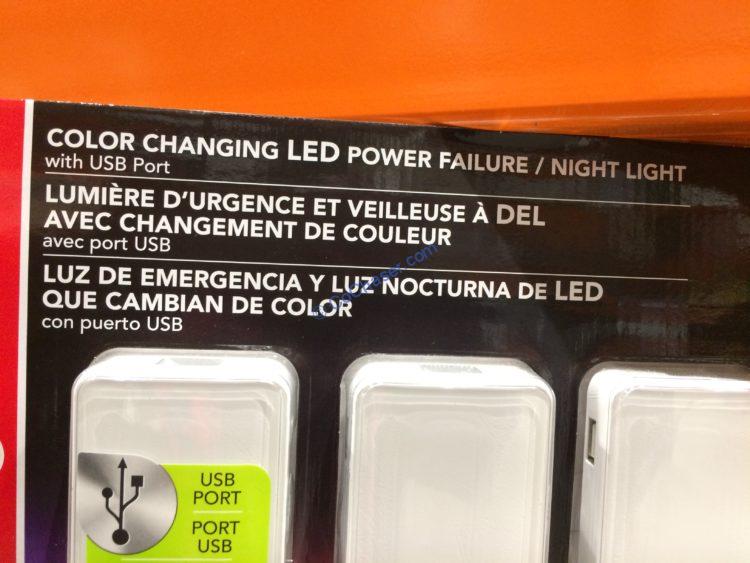 COLOR CHANGING LED POWER FAILURE / NIGHT LIGHT
with USB Port
LUMIÈRE D'URGENCE ET VEILLEUSE À DEL
AVEC CHANGEMENT DE COULEUR
avec port USB
LUZ DE EMERGENCIA Y LUZ NOCTURNA DE LED
QUE CAMBIAN DE COLOR
con puerto USB
USB
PORT
PORT
USB